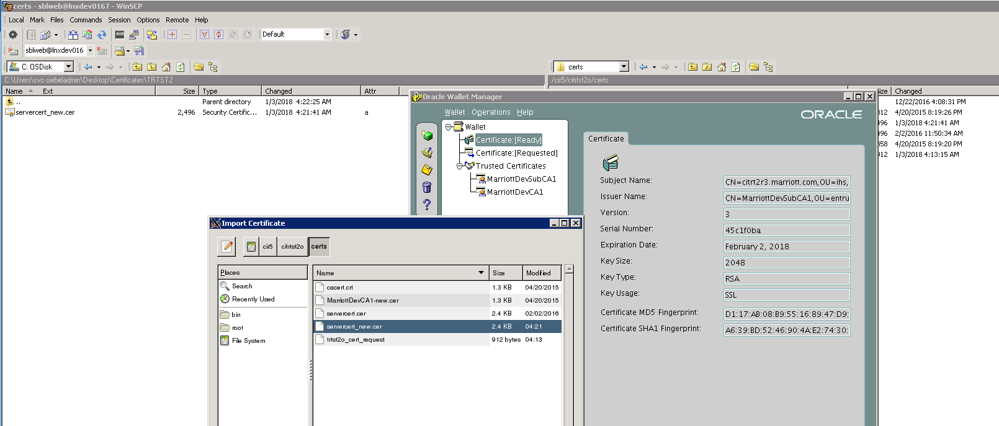 certs - sblweb@lnxdev0167 - WinSCP
Local Mark Files Commands Session Options Remote Help
Default
sblweb@lnxdev016
C: OSDisk
certs
C:\Users\svc-siebeladmin\Desktop\Certificates\TRTST2
/cir5/citrtst2o/certs
Name Ext Size Type Changed Attr
ize Changed
.. Parent directory 1/3/2018 4:22:25 AM
servercert_new.cer 2,496 Security Certific... 1/3/2018 4:21:41 AM a
12/22/2016 4:08:31 PM
312 4/20/2015 8:19:26 PM
496 1/3/2018 4:21:41 AM
496 2/2/2016 11:50:34 AM
358 4/20/2015 8:19:20 PM
912 1/3/2018 4:13:15 AM
Oracle Wallet Manager
Wallet Operations Help
ORACLE
Wallet
Certificate:[Ready]
Certificate:[Requested]
Trusted Certificates
MarriottDevSubCA1
MarriottDevCA1
Certificate
Subject Name: CN=citrt2r3.marriott.com,OU=ihs,
Issuer Name: CN=MarriottDevSubCA1,OU=entru
Version: 3
Serial Number: 45c1f0ba
Expiration Date: February 2, 2018
Key Size: 2048
Key Type: RSA
Key Usage: SSL
Certificate MD5 Fingerprint: D1:17:AB:08:B9:55:16:89:47:D9:
Certificate SHA1 Fingerprint: A6:39:BD:52:46:90:4A:E2:74:30:
Import Certificate
cir5 citrtst2o certs
Places
Search
Recently Used
bin
root
File System
Name Size Modified
cacert.crt 1.3 KB 04/20/2015
MarriottDevCA1-new.cer 1.3 KB 04/20/2015
servercert.cer 2.4 KB 02/02/2016
servercert_new.cer 2.4 KB 04:21
trtst2o_cert_request 912 bytes 04:13